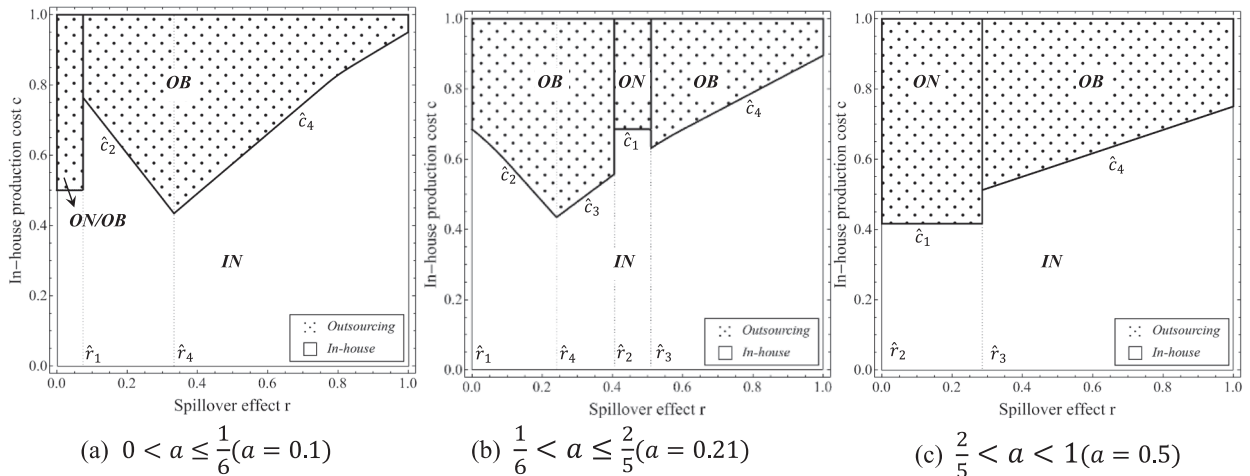 In−house production cost c
1.0
0.8
0.6
0.4
0.2
0.0
OB
ĉ₂
ĉ₄
ON/OB
IN
Outsourcing
In-house
r̂₁
r̂₄
0.0 0.2 0.4 0.6 0.8 1.0
Spillover effect r
(a) 0 < a ≤ 1/6 (a = 0.1)
In−house production cost c
1.0
0.8
0.6
0.4
0.2
0.0
OB
ON
OB
ĉ₂
ĉ₃
ĉ₁
ĉ₄
IN
Outsourcing
In-house
r̂₁
r̂₄
r̂₂
r̂₃
0.0 0.2 0.4 0.6 0.8 1.0
Spillover effect r
(b) 1/6 < a ≤ 2/5 (a = 0.21)
In−house production cost c
1.0
0.8
0.6
0.4
0.2
0.0
ON
OB
ĉ₁
ĉ₄
IN
Outsourcing
In-house
r̂₂
r̂₃
0.0 0.2 0.4 0.6 0.8 1.0
Spillover effect r
(c) 2/5 < a < 1 (a = 0.5)